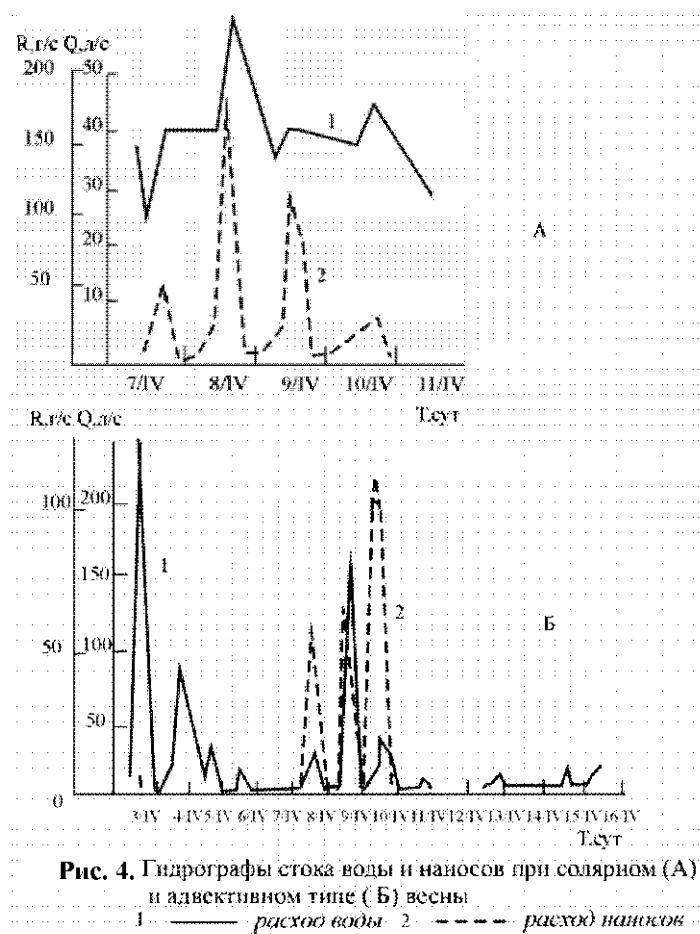 R,г/с Q,л/с
200 50
150 40
30
100
20
50
10
1
2
А
7/IV 8/IV 9/IV 10/IV 11/IV
Т.сут
R,г/с Q,л/с
100 200
150
1
2
50 100
Б
50
0
3/IV 4/IV 5/IV 6/IV 7/IV 8/IV 9/IV 10/IV 11/IV 12/IV 13/IV 14/IV 15/IV 16/IV
Т.сут
Рис. 4. Гидрографы стока воды и наносов при солярном (А)
и адвективном типе ( Б) весны
1 расход воды 2 расход наносов